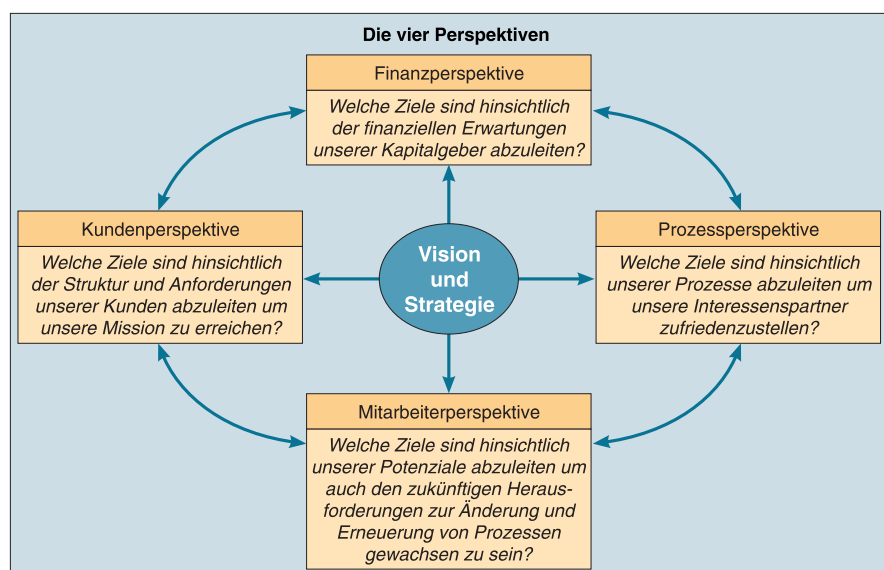 Die vier Perspektiven
Finanzperspektive
Welche Ziele sind hinsichtlich
der finanziellen Erwartungen
unserer Kapitalgeber abzuleiten?
Kundenperspektive
Welche Ziele sind hinsichtlich
der Struktur und Anforderungen
unserer Kunden abzuleiten um
unsere Mission zu erreichen?
Vision
und
Strategie
Prozessperspektive
Welche Ziele sind hinsichtlich
unserer Prozesse abzuleiten um
unsere Interessenspartner
zufriedenzustellen?
Mitarbeiterperspektive
Welche Ziele sind hinsichtlich
unserer Potenziale abzuleiten um
auch den zukünftigen Heraus-
forderungen zur Änderung und
Erneuerung von Prozessen
gewachsen zu sein?